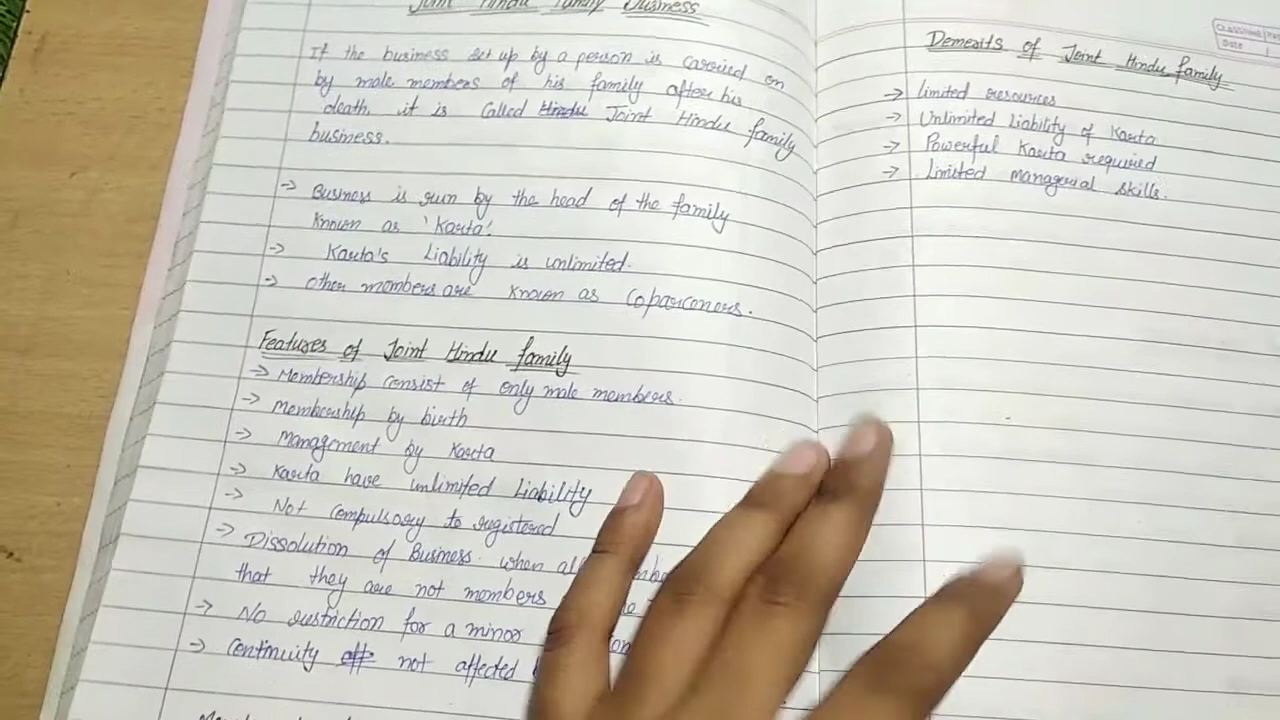 Joint Hindu Family Business
If the business set up by a person is carried on
by male members of his family after his
death, it is called Hindu Joint Hindu family
business.
→ Business is run by the head of the family
known as 'Karta'.
→ Karta's Liability is unlimited.
→ Other members are known as Coparconers.
Features of Joint Hindu family
→ Membership consist of only male members.
→ Membership by birth
→ Management by Karta
→ Karta have unlimited Liability
→ Not compulsory to registered
→ Dissolution of Business when
that they are not members
→ No restriction for a minor
→ Continuity not affected
Demerits of Joint Hindu family
→ Limited resources
→ Unlimited Liability of Karta
→ Powerful Karta required
→ Limited managerial skills.
Date